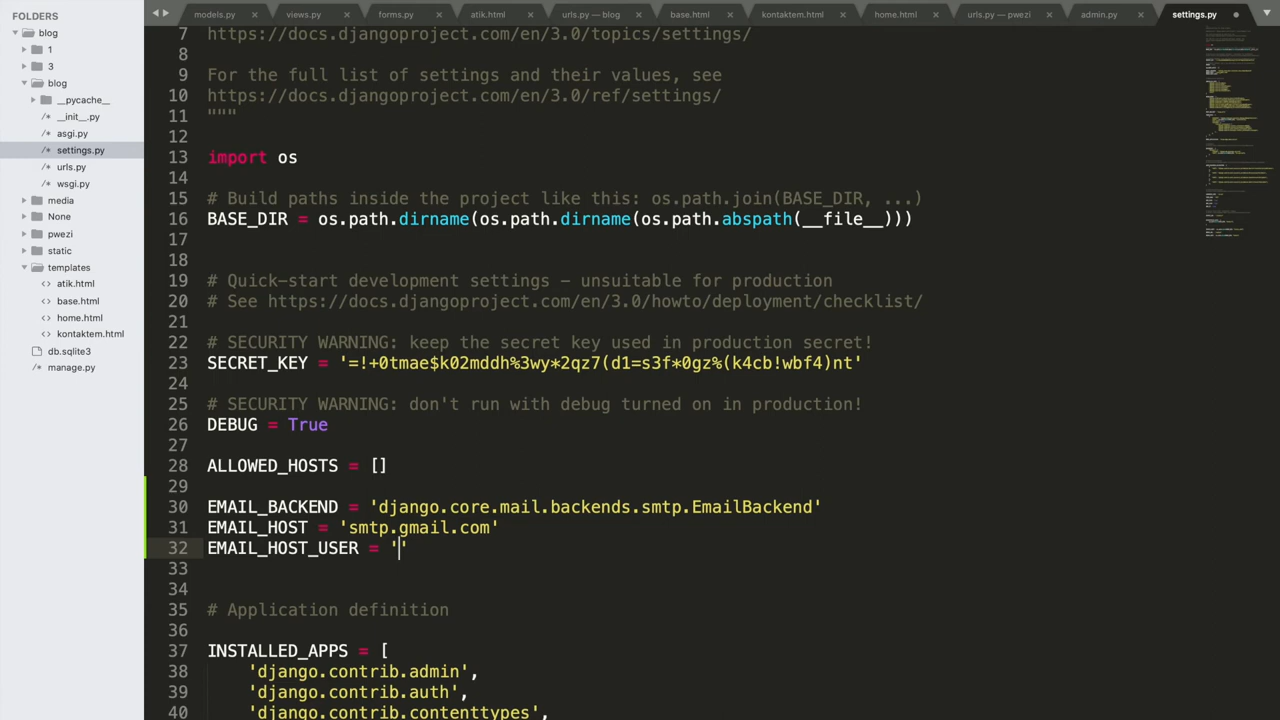 FOLDERS
blog
1
3
blog
__pycache__
__init__.py
asgi.py
settings.py
urls.py
wsgi.py
media
None
pwezi
static
templates
atik.html
base.html
home.html
kontaktem.html
db.sqlite3
manage.py
models.py × views.py × forms.py × atik.html × urls.py — blog × base.html × kontaktem.html × home.html × urls.py — pwezi × admin.py × settings.py
7 https://docs.djangoproject.com/en/3.0/topics/settings/
8
9 For the full list of settings and their values, see
10 https://docs.djangoproject.com/en/3.0/ref/settings/
11 """
12
13 import os
14
15 # Build paths inside the project like this: os.path.join(BASE_DIR, ...)
16 BASE_DIR = os.path.dirname(os.path.dirname(os.path.abspath(__file__)))
17
18
19 # Quick-start development settings - unsuitable for production
20 # See https://docs.djangoproject.com/en/3.0/howto/deployment/checklist/
21
22 # SECURITY WARNING: keep the secret key used in production secret!
23 SECRET_KEY = '=!+0tmae$k02mddh%3wy*2qz7(d1=s3f*0gz%(k4cb!wbf4)nt'
24
25 # SECURITY WARNING: don't run with debug turned on in production!
26 DEBUG = True
27
28 ALLOWED_HOSTS = []
29
30 EMAIL_BACKEND = 'django.core.mail.backends.smtp.EmailBackend'
31 EMAIL_HOST = 'smtp.gmail.com'
32 EMAIL_HOST_USER = ''
33
34
35 # Application definition
36
37 INSTALLED_APPS = [
38 'django.contrib.admin',
39 'django.contrib.auth',
40 'django.contrib.contenttypes',